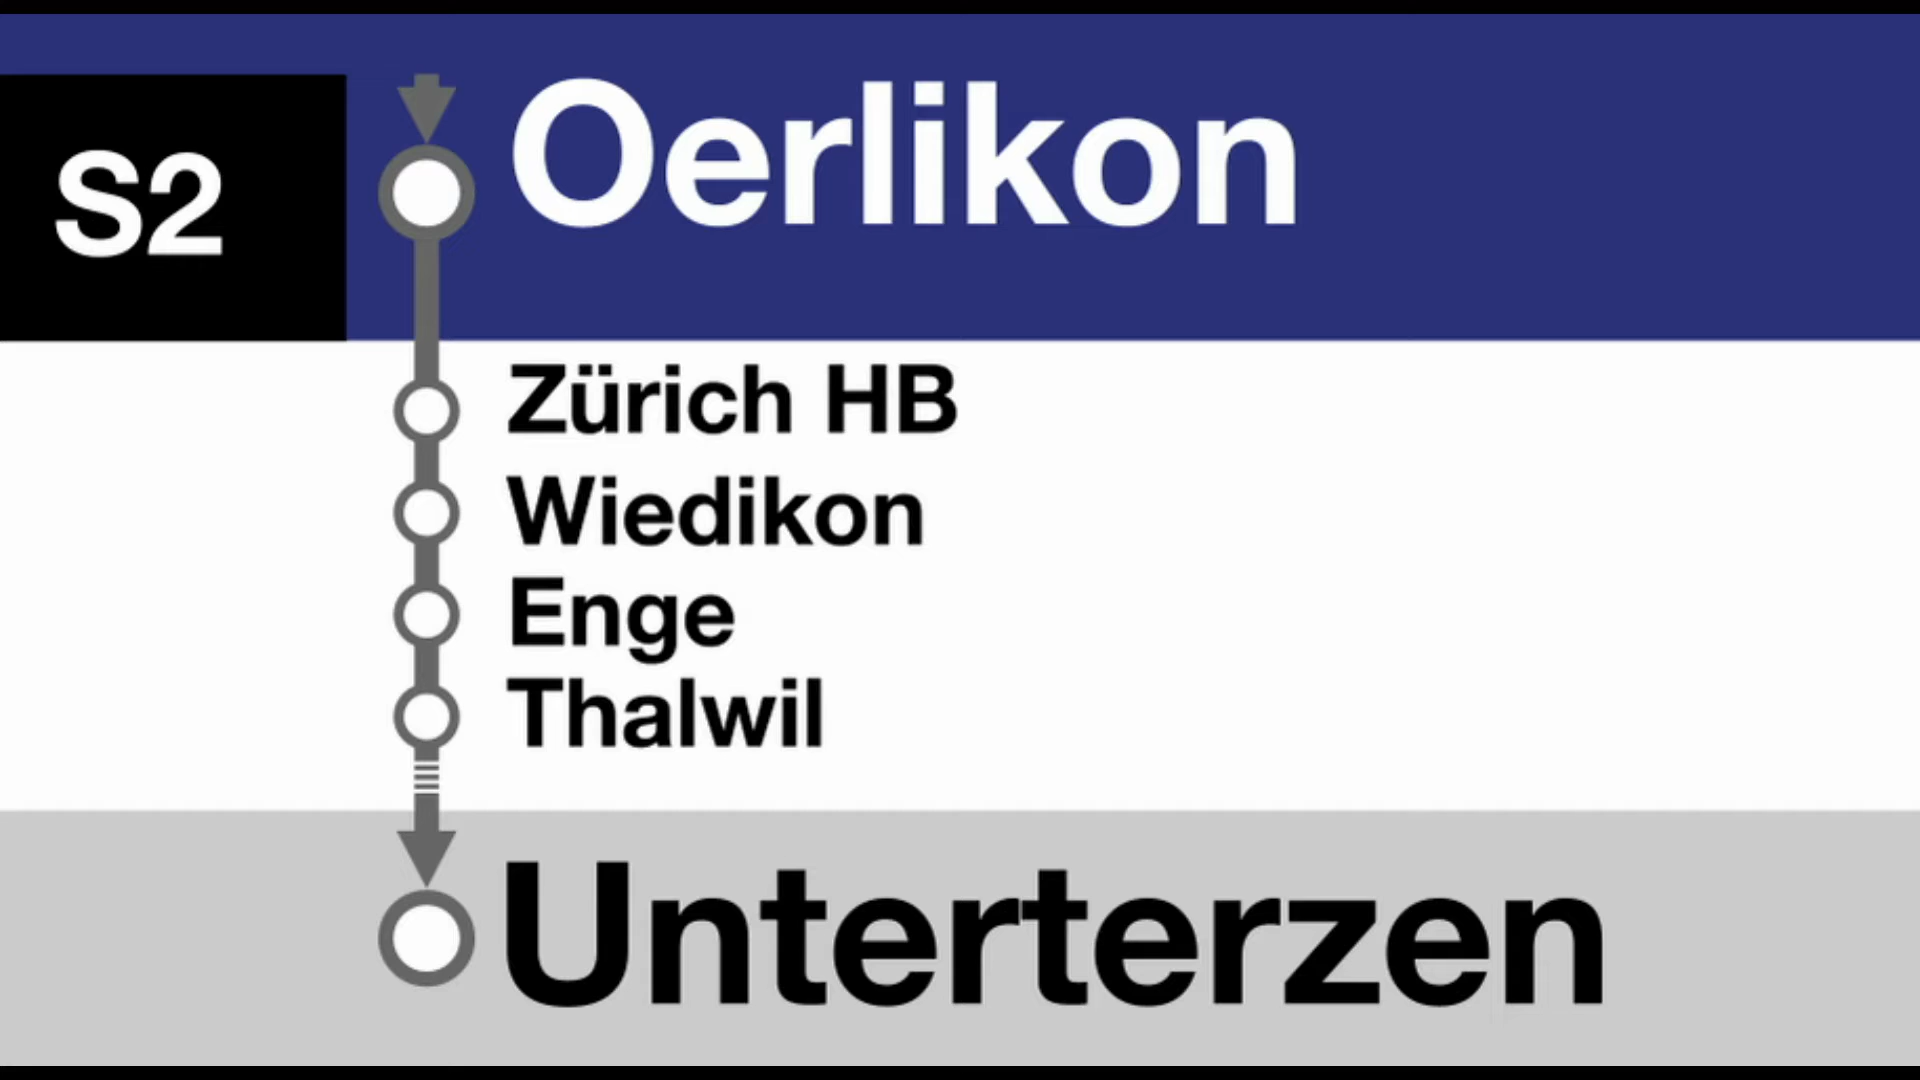 S2
Oerlikon
Zürich HB
Wiedikon
Enge
Thalwil
Unterterzen